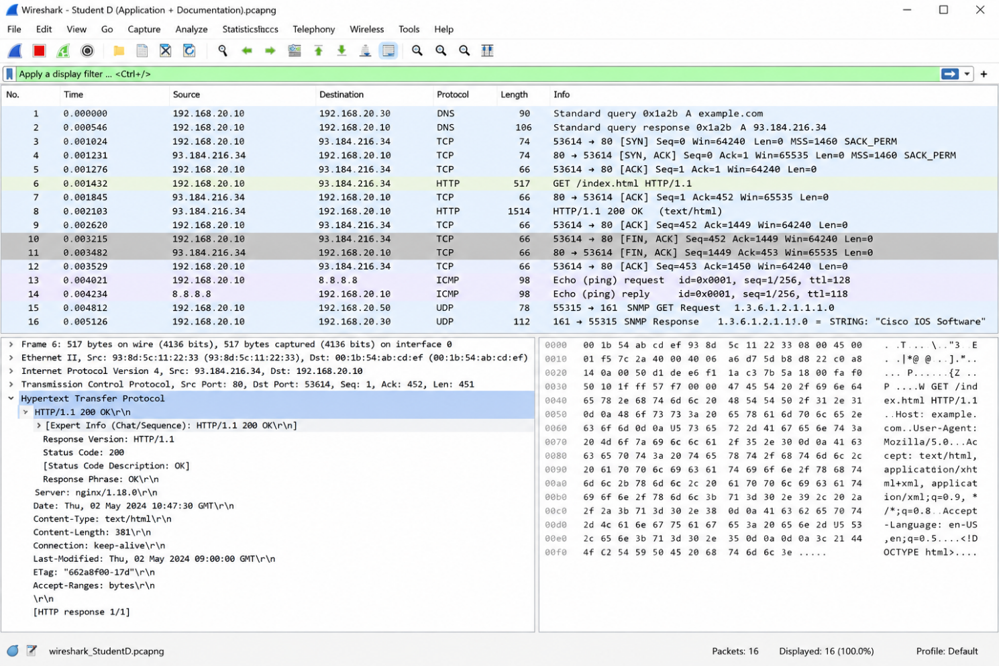 Wireshark - Student D (Application + Documentation).pcapng
File Edit View Go Capture Analyze Telephony Wireless Tools Help
Apply a display filter ... <Ctrl+/>
No. Time Source Destination Protocol Length Info
1 0.000000 192.168.20.10 192.168.20.30 DNS 90 Standard query 0x1a2b A example.com
2 0.000546 192.168.20.10 192.168.20.10 DNS 106 Standard query response 0x1a2b A 93.184.216.34
3 0.001024 192.168.20.10 93.184.216.34 TCP 74 53614 → 80 [SYN] Seq=0 Win=64240 Len=0 MSS=1460 SACK_PERM
4 0.001231 93.184.216.34 192.168.20.10 TCP 74 80 → 53614 [SYN, ACK] Seq=0 Ack=1 Win=65535 Len=0 MSS=1460 SACK_PERM
5 0.001276 192.168.20.10 93.184.216.34 TCP 66 53614 → 80 [ACK] Seq=1 Ack=1 Win=64240 Len=0
6 0.001432 192.168.20.10 93.184.216.34 HTTP 517 GET /index.html HTTP/1.1
7 0.001845 93.184.216.34 192.168.20.10 TCP 66 80 → 53614 [ACK] Seq=1 Ack=452 Win=65535 Len=0
8 0.002103 93.184.216.34 192.168.20.10 HTTP 1514 HTTP/1.1 200 OK (text/html)
9 0.002620 192.168.20.10 93.184.216.34 TCP 66 53614 → 80 [ACK] Seq=452 Ack=1449 Win=64240 Len=0
10 0.003215 192.168.20.10 93.184.216.34 TCP 66 53614 → 80 [FIN, ACK] Seq=452 Ack=1449 Win=64240 Len=0
11 0.003482 93.184.216.34 192.168.20.10 TCP 66 80 → 53614 [FIN, ACK] Seq=1449 Ack=453 Win=65535 Len=0
12 0.003529 192.168.20.10 93.184.216.34 TCP 66 53614 → 80 [ACK] Seq=453 Ack=1450 Win=64240 Len=0
13 0.004021 192.168.20.10 8.8.8.8 ICMP 98 Echo (ping) request id=0x0001, seq=1/256, ttl=128
14 0.004234 8.8.8.8 192.168.20.10 ICMP 98 Echo (ping) reply id=0x0001, seq=1/256, ttl=118
15 0.004812 192.168.20.10 192.168.20.50 UDP 78 55315 → 161 SNMP GET Request 1.3.6.1.2.1.1.1.0
16 0.005126 192.168.20.10 192.168.20.30 UDP 112 161 → 55315 SNMP Response 1.3.6.1.2.1.11.0 = STRING: "Cisco IOS Software"
Frame 6: 517 bytes on wire (4136 bits), 517 bytes captured (4136 bits) on interface 0
Ethernet II, Src: 93:8d:5c:11:22:33 (93:8d:5c:11:22:33), Dst: 00:1b:54:ab:cd:ef (00:1b:54:ab:cd:ef)
Internet Protocol Version 4, Src: 93.184.216.34, Dst: 192.168.20.10
Transmission Control Protocol, Src Port: 80, Dst Port: 53614, Seq: 1, Ack: 452, Len: 451
Hypertext Transfer Protocol
HTTP/1.1 200 OK\r\n
[Expert Info (Chat/Sequence): HTTP/1.1 200 OK\r\n]
Response Version: HTTP/1.1
Status Code: 200
[Status Code Description: OK]
Response Phrase: OK\r\n
Server: nginx/1.18.0\r\n
Date: Thu, 02 May 2024 10:47:30 GMT\r\n
Content-Type: text/html\r\n
Content-Length: 381\r\n
Connection: keep-alive\r\n
Last-Modified: Thu, 02 May 2024 09:00:00 GMT\r\n
ETag: "662a8f00-17d"\r\n
Accept-Ranges: bytes\r\n
\r\n
[HTTP response 1/1]
0000 00 1b 54 ab cd ef 93 8d 5c 11 22 33 08 00 45 00 . .T.... \.."3 E
0010 01 f5 7c 2a 40 00 40 06 a6 d7 5d b8 d8 22 c0 a8 . .|*@ @ ...].*..
0020 14 0a 00 50 d1 de e6 f1 1a c3 7b 5a 18 00 fa f0 ... P......{Z ..
0030 50 10 1f ff 57 f7 00 00 47 45 54 20 2f 69 6e 64 P ....W GET /ind
0040 65 78 2e 68 74 6d 6c 20 48 54 54 50 2f 31 2e 31 ex.html HTTP/1.1
0050 0d 0a 48 6f 73 73 3a 20 65 78 61 6d 70 6c 65 2e ..Host: example.
0060 63 6f 6d 0d 0a U5 73 65 72 2d 41 67 65 6e 74 3a com..User-Agent:
0070 20 4d 6f 7a 69 6c 6c 61 2f 35 2e 30 0d 0a 41 63 Mozilla/5.0...Ac
0080 63 65 70 74 3a 20 74 65 78 74 2f 68 74 6d 6c 2c cept: text/html,
0090 20 61 70 70 6c 69 63 61 74 69 6f 6e 2f 78 68 74 application/xht
00a0 6d 6c 2b 78 6d 6c 2c 20 61 70 70 6c 69 63 61 74 ml+xml, applicat
00b0 69 6f 6e 2f 78 6d 6c 3b 71 3d 30 2e 39 2c 20 2a ion/xml;q=0.9, *
00c0 2f 2a 3b 71 3d 30 2e 38 0d 0a 41 63 62 65 70 74 /*;q=0.8..Accept
00d0 2d 4c 61 6e 67 75 61 67 65 3a 20 65 6e 2d U5 53 -Language: en-US
00e0 2c 65 6e 3b 71 3d 30 2e 35 0d 0a 0d 0a 3c 21 44 ,en;q=0.5....<!D
00f0 4f C2 54 59 50 45 20 68 74 6d 6c 3e ..... OCTYPE html>....
wireshark_StudentD.pcapng Packets: 16 Displayed: 16 (100.0%) Profile: Default